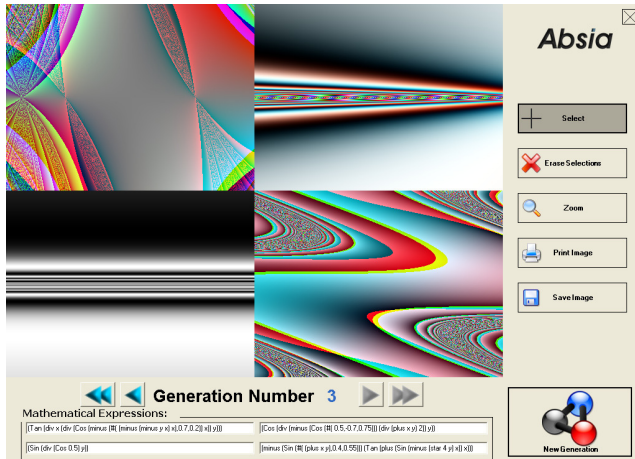 Absia
Select
Erase Selections
Zoom
Print Image
Save Image
Generation Number 3
Mathematical Expressions:
(Tan (div x (div (Cos (minus (#( (minus (minus y x) x),0.7,0.2)) x)) y)))
(Cos (div (minus (Cos (#( 0.5,-0.7,0.75))) (div (plus x y) 2)) y))
(Sin (div (Cos 0.5) y))
(minus (Sin (#( (plus x y),0.4,0.55))) (Tan (plus (Sin (minus (star 4 y) x)) x)))
New Generation